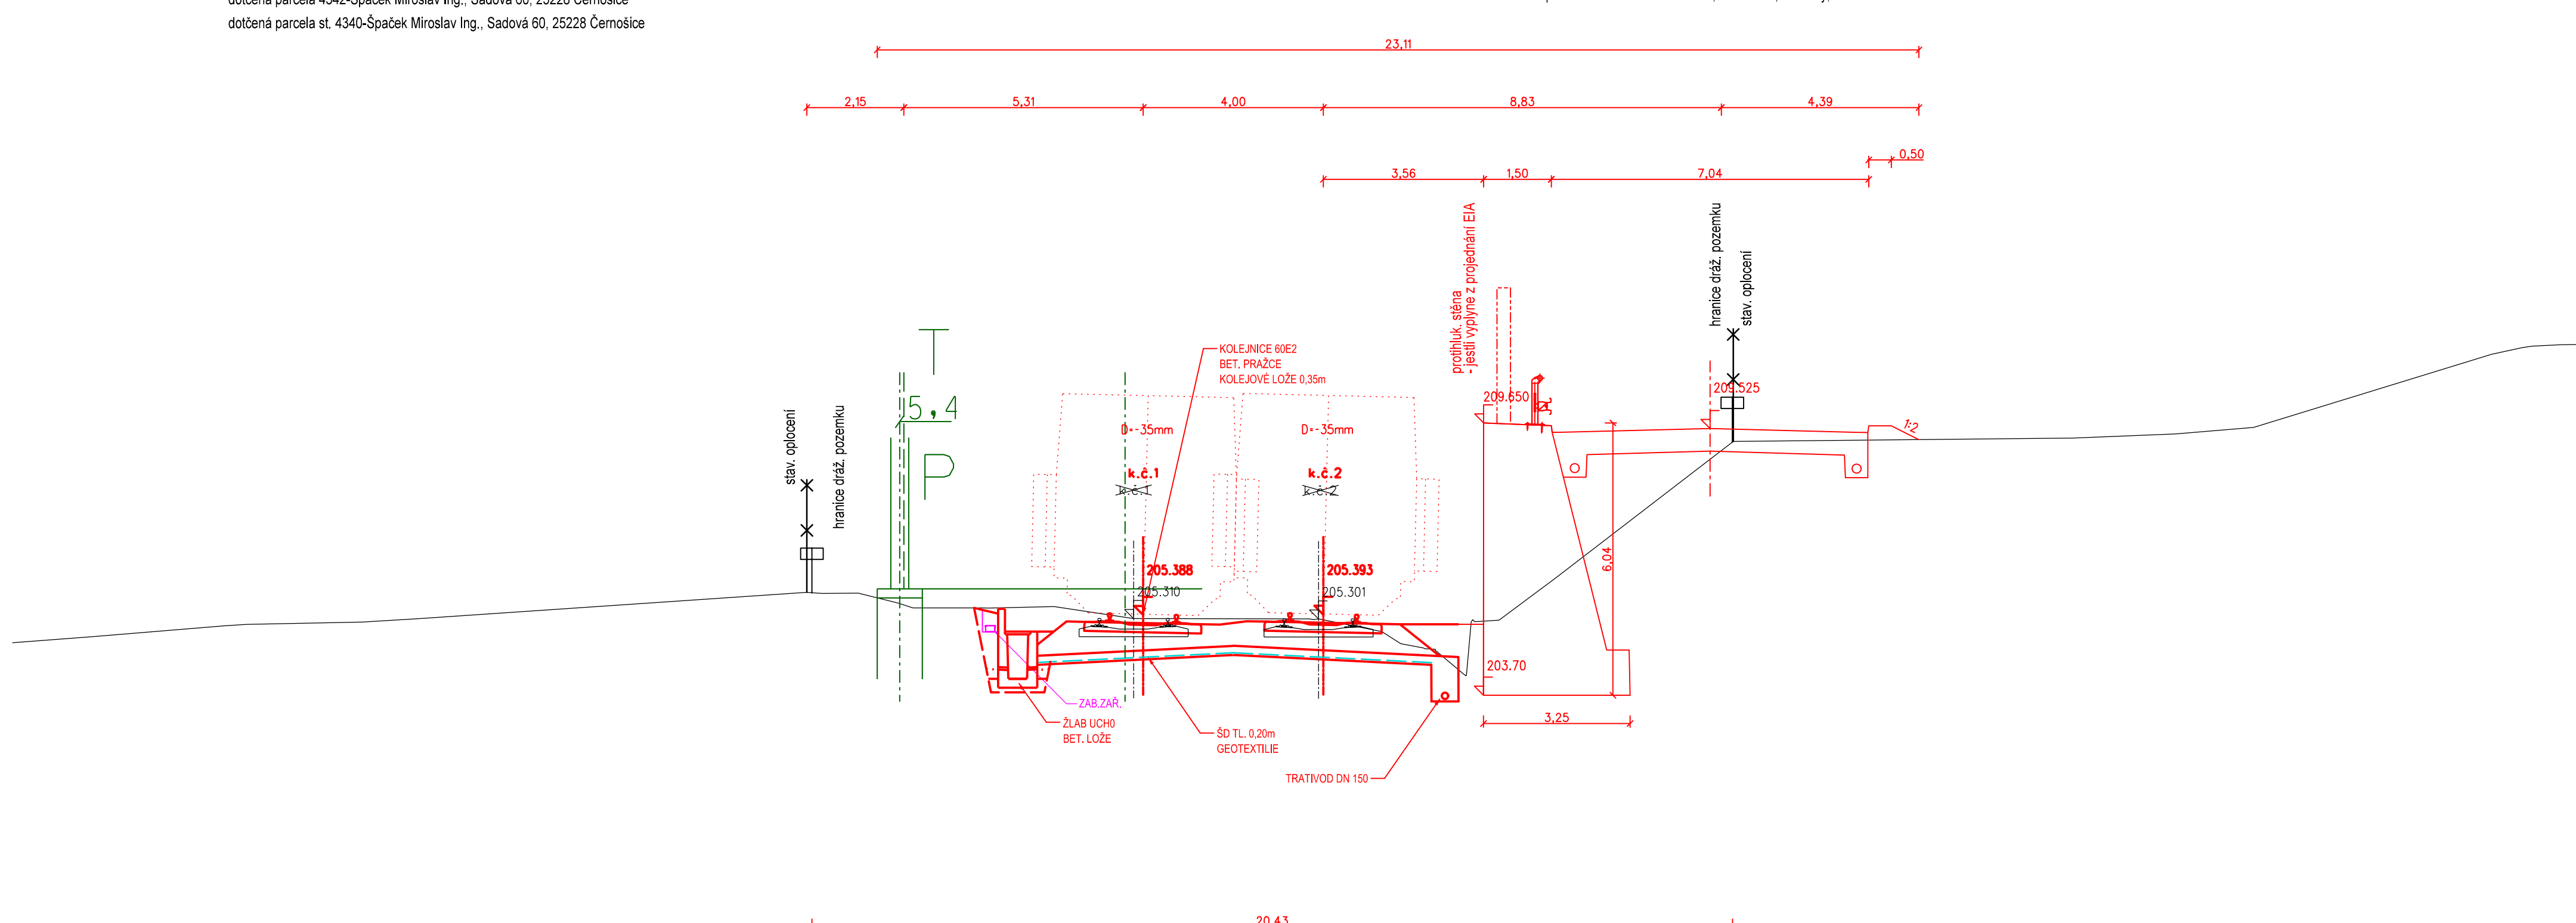 dotčená parcela st. 4340-Špaček Miroslav Ing., Sadová 60, 25228 Černošice
23,11
2,15
5,31
4,00
8,83
4,39
0,50
3,56
1,50
7,04
protihluk. stěna
- jestli vyplyne z projednání EIA
hranice dráž. pozemku
stav. oplocení
T
5,4
P
stav. oplocení
hranice dráž. pozemku
KOLEJNICE 60E2
BET. PRAŽCE
KOLEJOVÉ LOŽE 0,35m
209.650
209.525
1:2
D=-35mm
D=-35mm
k.č.1
k.č.1
k.č.2
k.č.2
205.388
205.310
205.393
205.301
6,04
203.70
3,25
ZAB.ZAŘ.
ŽLAB UCH0
BET. LOŽE
ŠD TL. 0,20m
GEOTEXTILIE
TRATIVOD DN 150
20,43